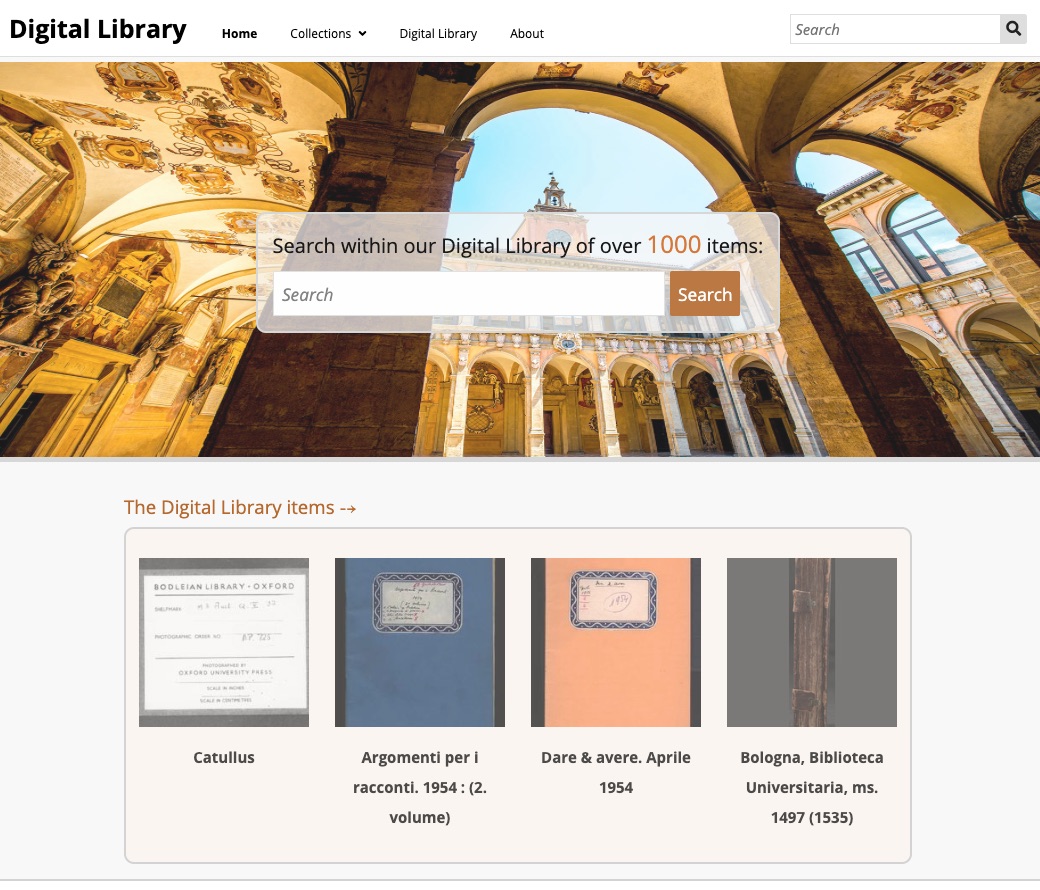 Digital Library
Home
Collections
Digital Library
About
Search
Search within our Digital Library of over 1000 items:
Search
Search
The Digital Library items -→
BODLEIAN LIBRARY • OXFORD
SHELFMARK
PHOTOGRAPHIC ORDER NO.
PHOTOGRAPHED BY
OXFORD UNIVERSITY PRESS
SCALE IN INCHES
SCALE IN CENTIMETRES
1954
Catullus
Argomenti per i
racconti. 1954 : (2.
volume)
Dare & avere. Aprile
1954
Bologna, Biblioteca
Universitaria, ms.
1497 (1535)